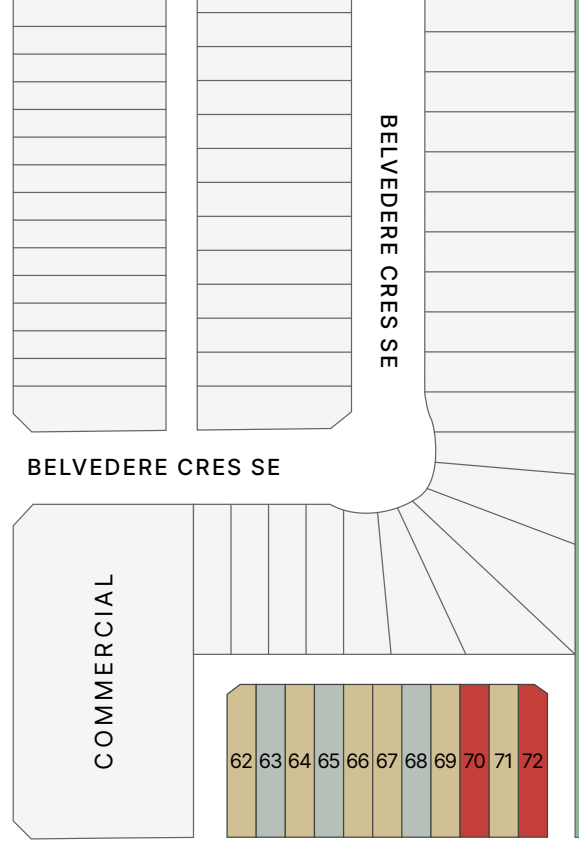 BELVEDERE CRES SE
BELVEDERE CRES SE
COMMERCIAL
62 63 64 65 66 67 68 69 70 71 72